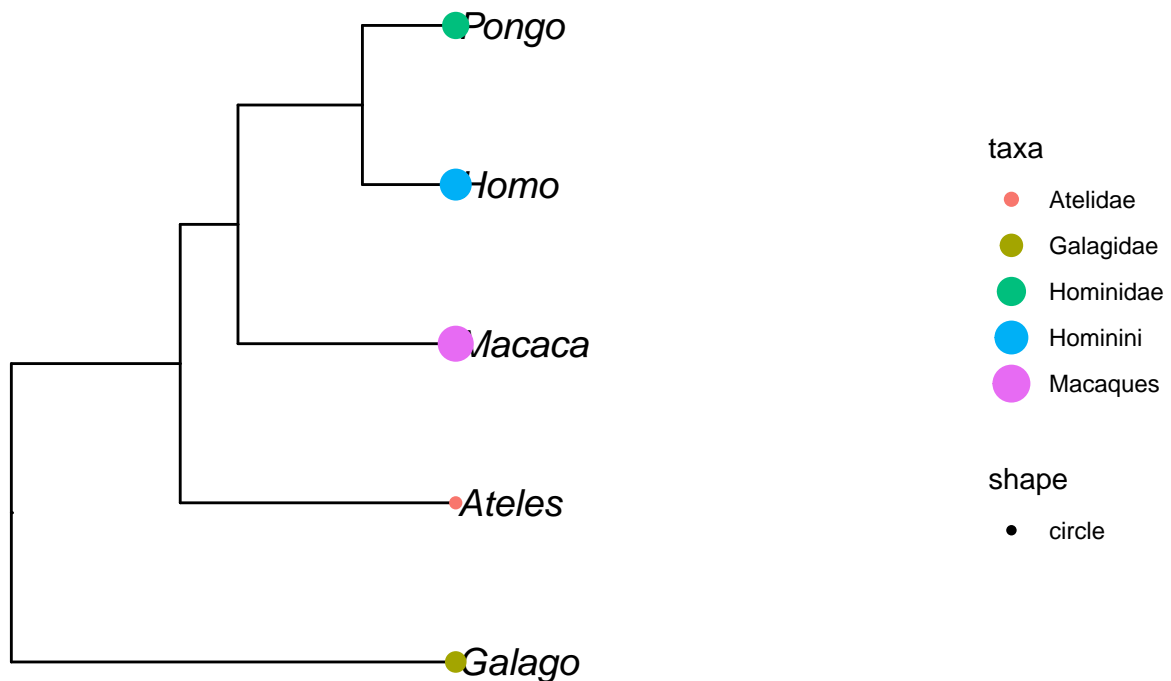 Pongo
Homo
Macaca
Ateles
Galago
taxa
Atelidae
Galagidae
Hominidae
Hominini
Macaques
shape
circle